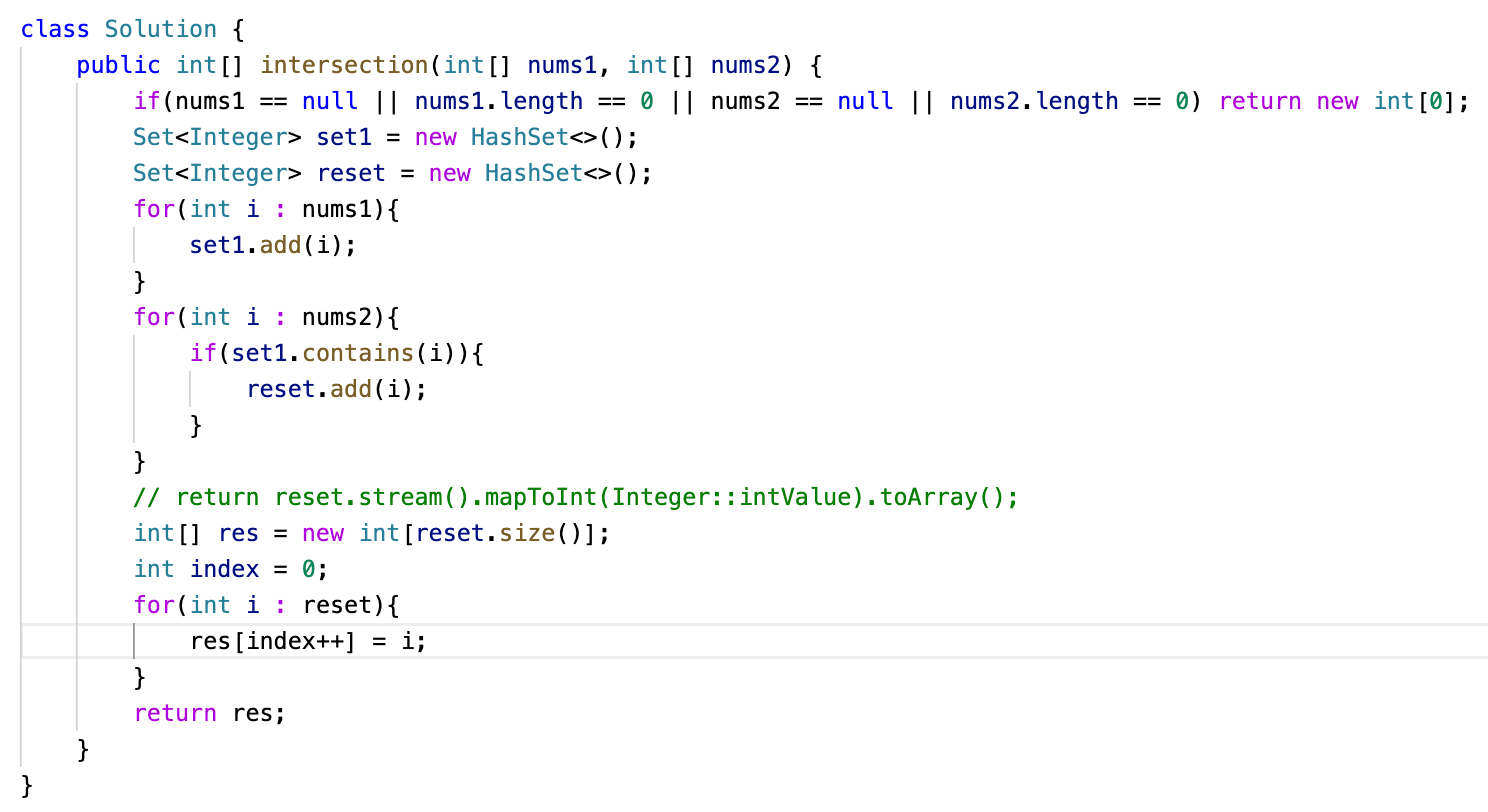 class Solution {
    public int[] intersection(int[] nums1, int[] nums2) {
        if(nums1 == null || nums1.length == 0 || nums2 == null || nums2.length == 0) return new int[0];
        Set<Integer> set1 = new HashSet<>();
        Set<Integer> reset = new HashSet<>();
        for(int i : nums1){
            set1.add(i);
        }
        for(int i : nums2){
            if(set1.contains(i)){
                reset.add(i);
            }
        }
        // return reset.stream().mapToInt(Integer::intValue).toArray();
        int[] res = new int[reset.size()];
        int index = 0;
        for(int i : reset){
            res[index++] = i;
        }
        return res;
    }
}